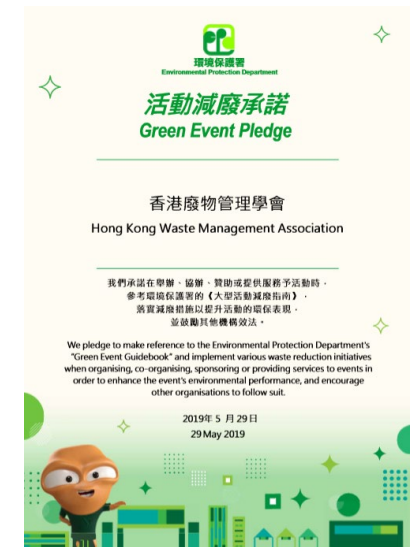 環境保護署
Environmental Protection Department
活動減廢承諾
Green Event Pledge
香港廢物管理學會
Hong Kong Waste Management Association
我們承諾在舉辦、協辦、贊助或提供服務予活動時，
參考環境保護署的《大型活動減廢指南》，
落實減廢措施以提升活動的環保表現，
並鼓勵其他機構效法。
We pledge to make reference to the Environmental Protection Department's
"Green Event Guidebook" and implement various waste reduction initiatives
when organising, co-organising, sponsoring or providing services to events in
order to enhance the event's environmental performance, and encourage
other organisations to follow suit.
2019年 5 月 29 日
29 May 2019